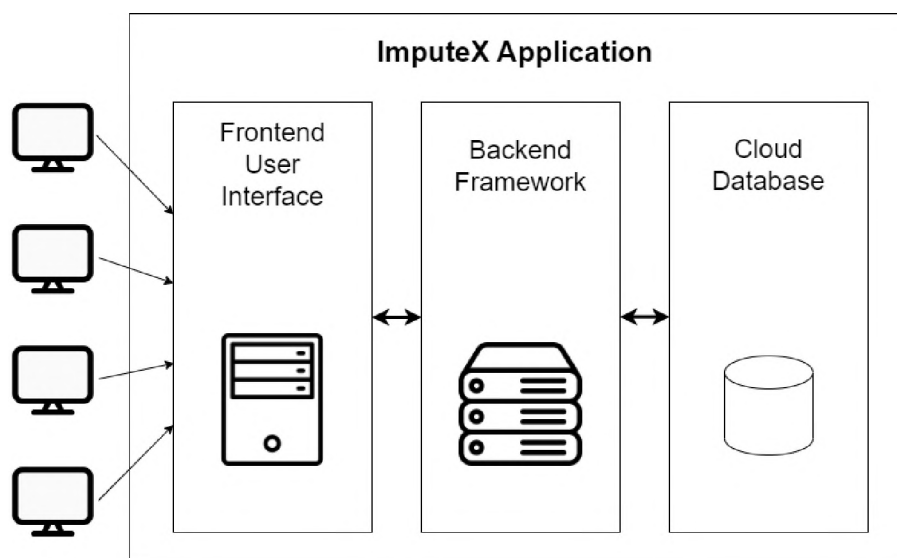 ImputeX Application
Frontend
User
Interface
Backend
Framework
Cloud
Database